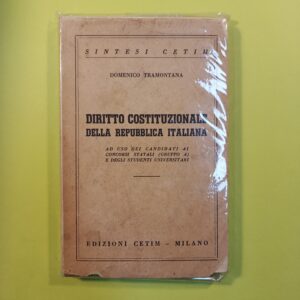 SINTESI CETIM
DOMENICO TRAMONTANA
DIRITTO COSTITUZIONALE
DELLA REPUBBLICA ITALIANA
AD USO DEI CANDIDATI AI
CONCORSI STATALI (GRUPPO A)
E DEGLI STUDENTI UNIVERSITARI
EDIZIONI CETIM - MILANO